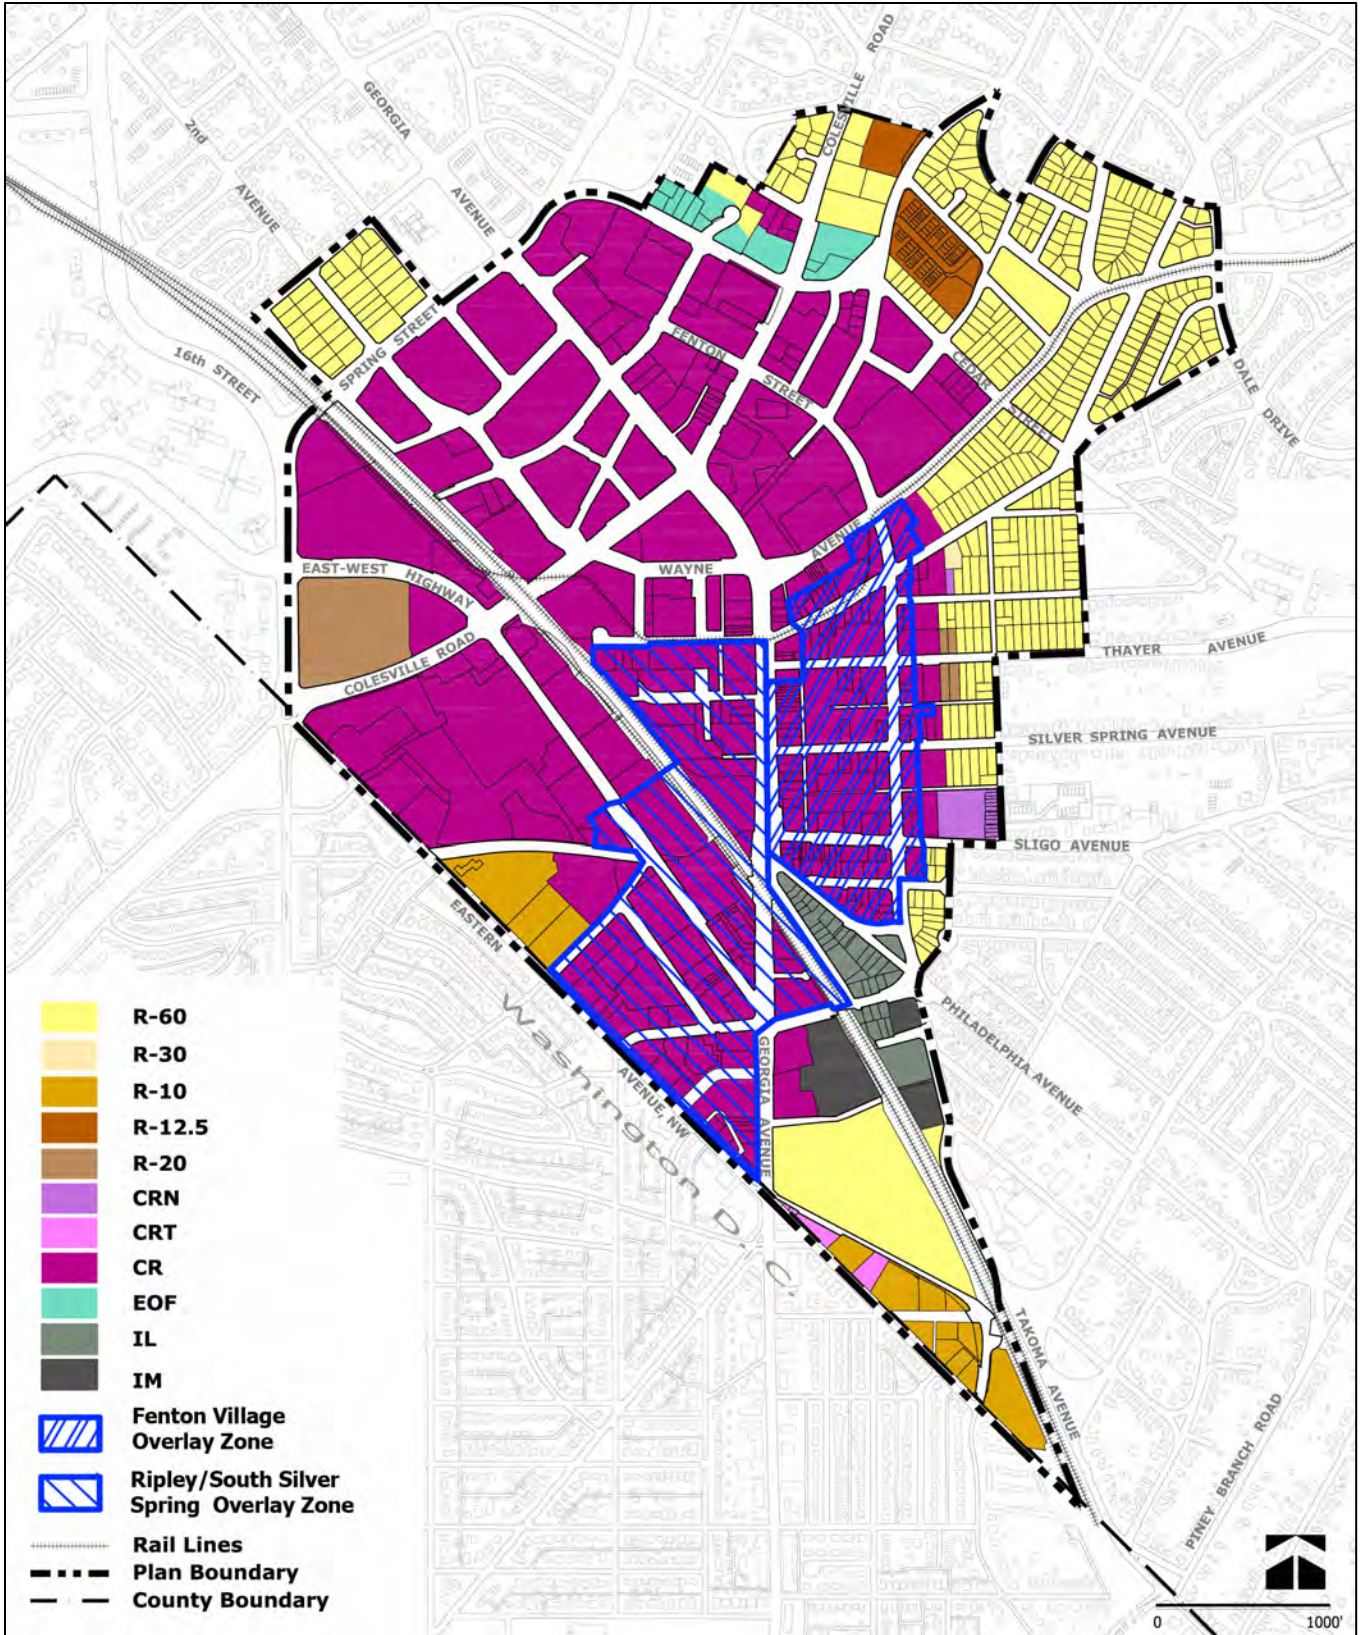 COLESVILLE ROAD
GEORGIA
AVENUE
2nd
AVENUE
SPRING STREET
16th STREET
FENTON
STREET
CEDAR
STREET
DALE DRIVE
EAST-WEST
HIGHWAY
WAYNE
AVENUE
COLESVILLE ROAD
THAYER AVENUE
SILVER SPRING AVENUE
SLIGO AVENUE
EASTERN
AVENUE, NW
Washington D.C.
GEORGIA AVENUE
PHILADELPHIA AVENUE
TAKOMA AVENUE
PINEY BRANCH ROAD
R-60
R-30
R-10
R-12.5
R-20
CRN
CRT
CR
EOF
IL
IM
Fenton Village
Overlay Zone
Ripley/South Silver
Spring Overlay Zone
Rail Lines
Plan Boundary
County Boundary
0 1000'